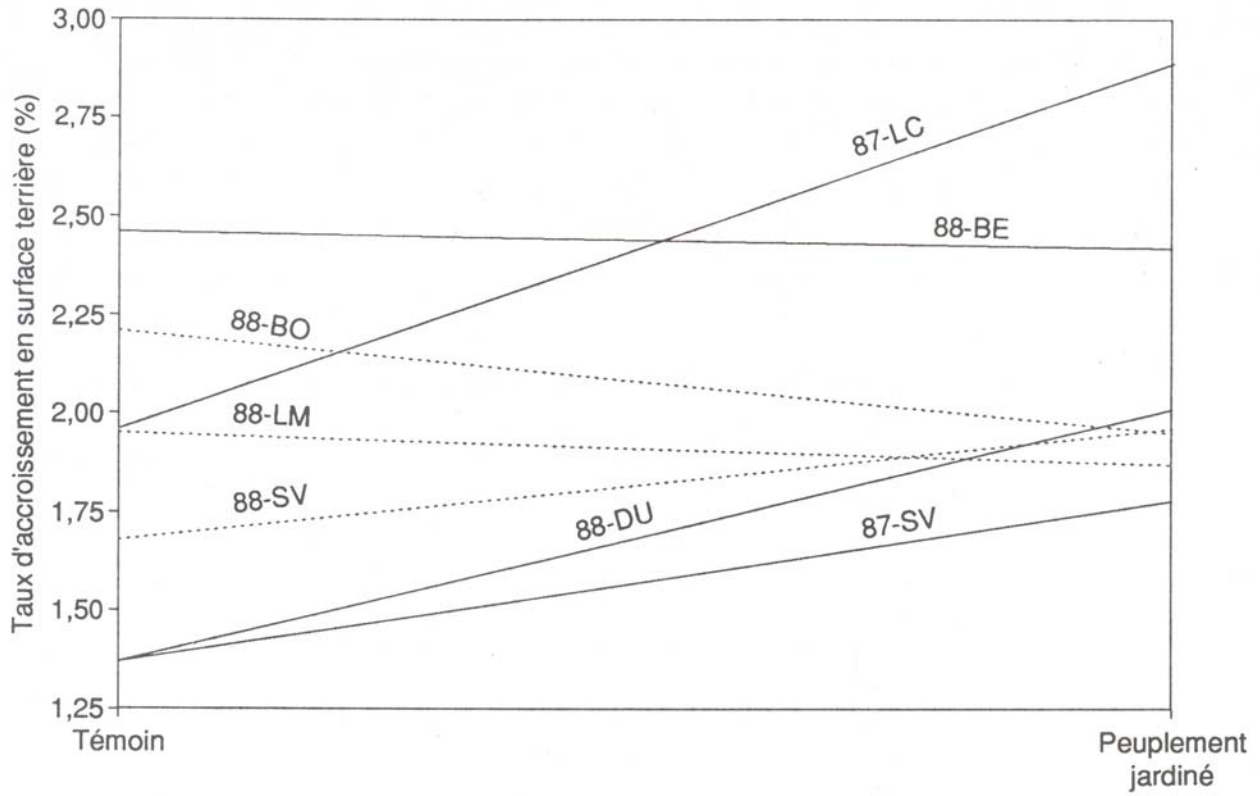 Taux d'accroissement en surface terrière (%)
3,00
2,75
2,50
2,25
2,00
1,75
1,50
1,25
87-LC
88-BE
88-BO
88-LM
88-SV
88-DU
87-SV
Témoin
Peuplement
jardiné